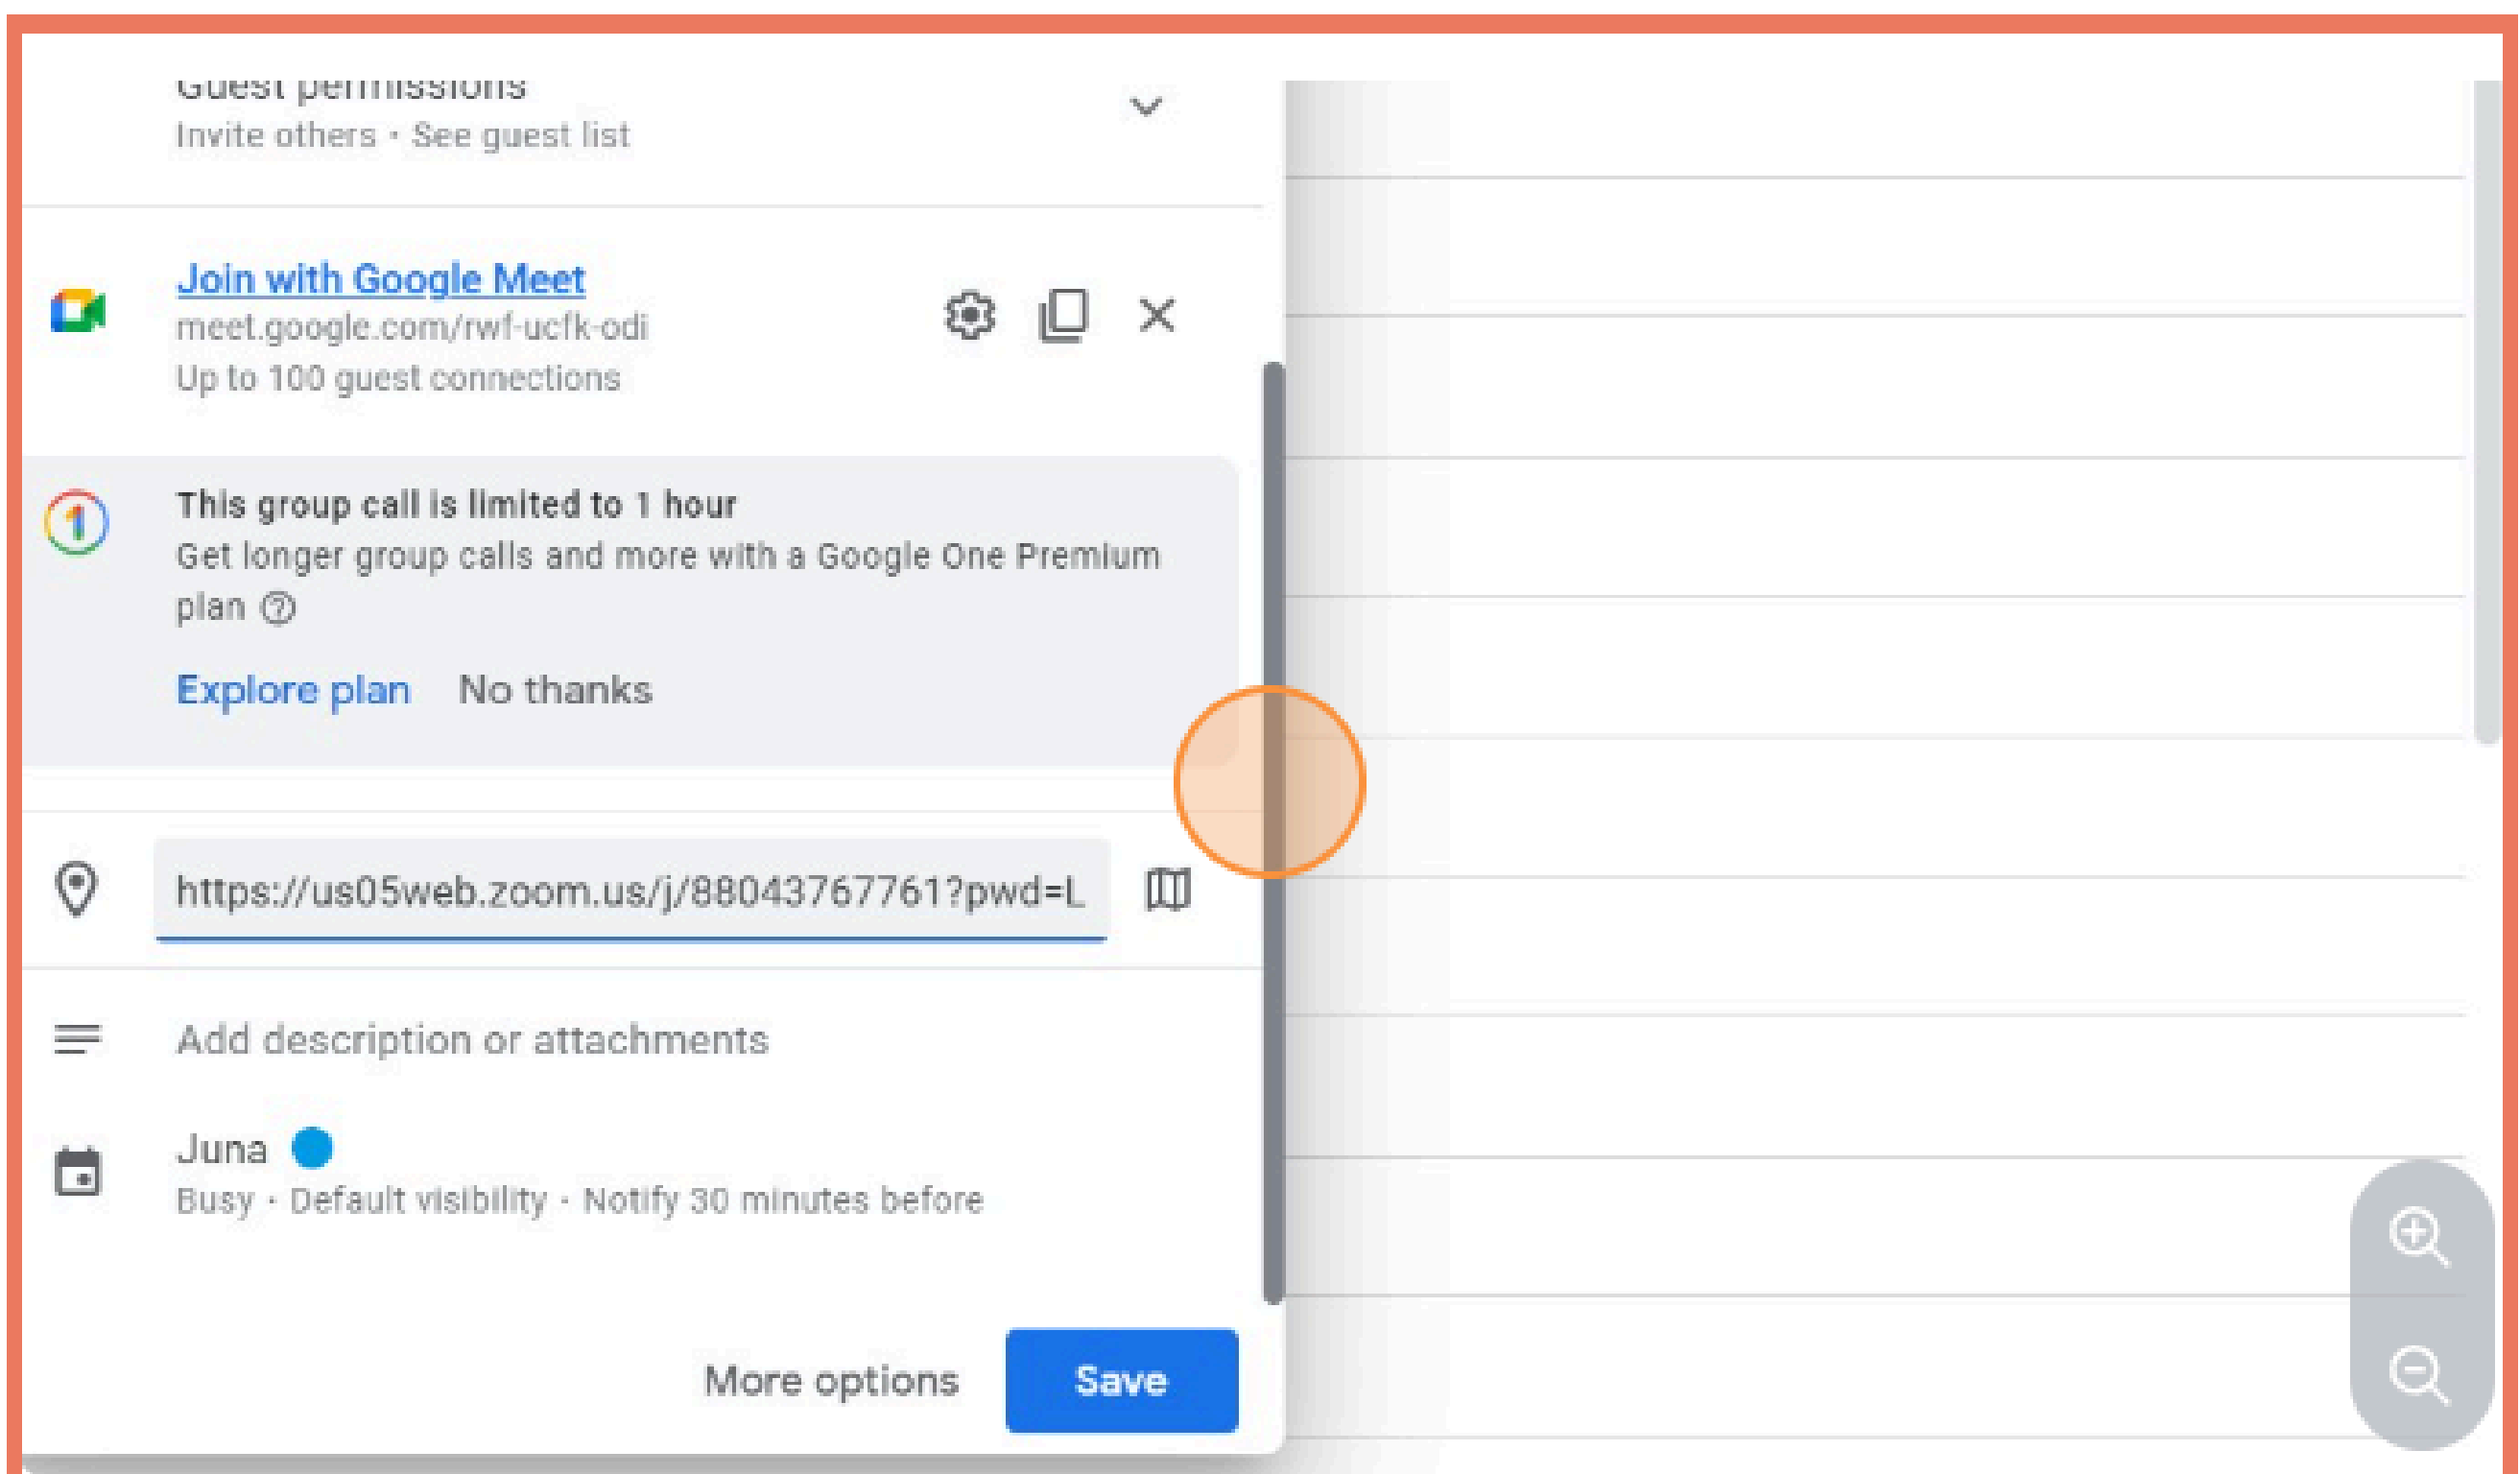 Guest permissions
Invite others • See guest list
Join with Google Meet
meet.google.com/rwf-ucfk-odi
Up to 100 guest connections
This group call is limited to 1 hour
Get longer group calls and more with a Google One Premium
plan
Explore plan No thanks
https://us05web.zoom.us/j/88043767761?pwd=L
Add description or attachments
Juna
Busy • Default visibility • Notify 30 minutes before
More options Save